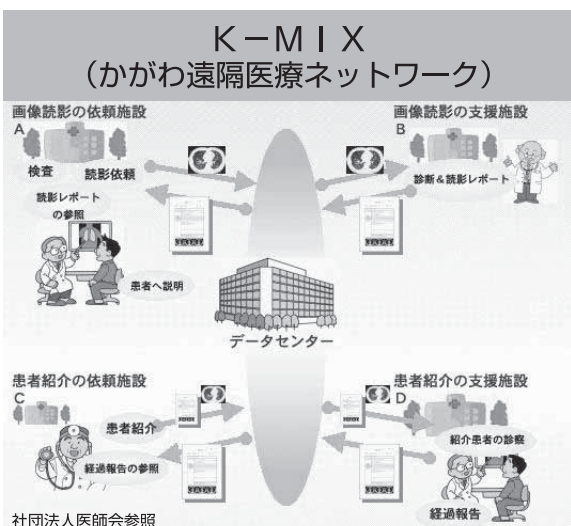 K－MIX
（かがわ遠隔医療ネットワーク）
画像読影の依頼施設
A
検査
読影依頼
読影レポート
の参照
患者へ説明
画像読影の支援施設
B
診断&読影レポート
データセンター
患者紹介の依頼施設
C
患者紹介
経過報告の参照
患者紹介の支援施設
D
紹介患者の診察
経過報告
社団法人医師会参照